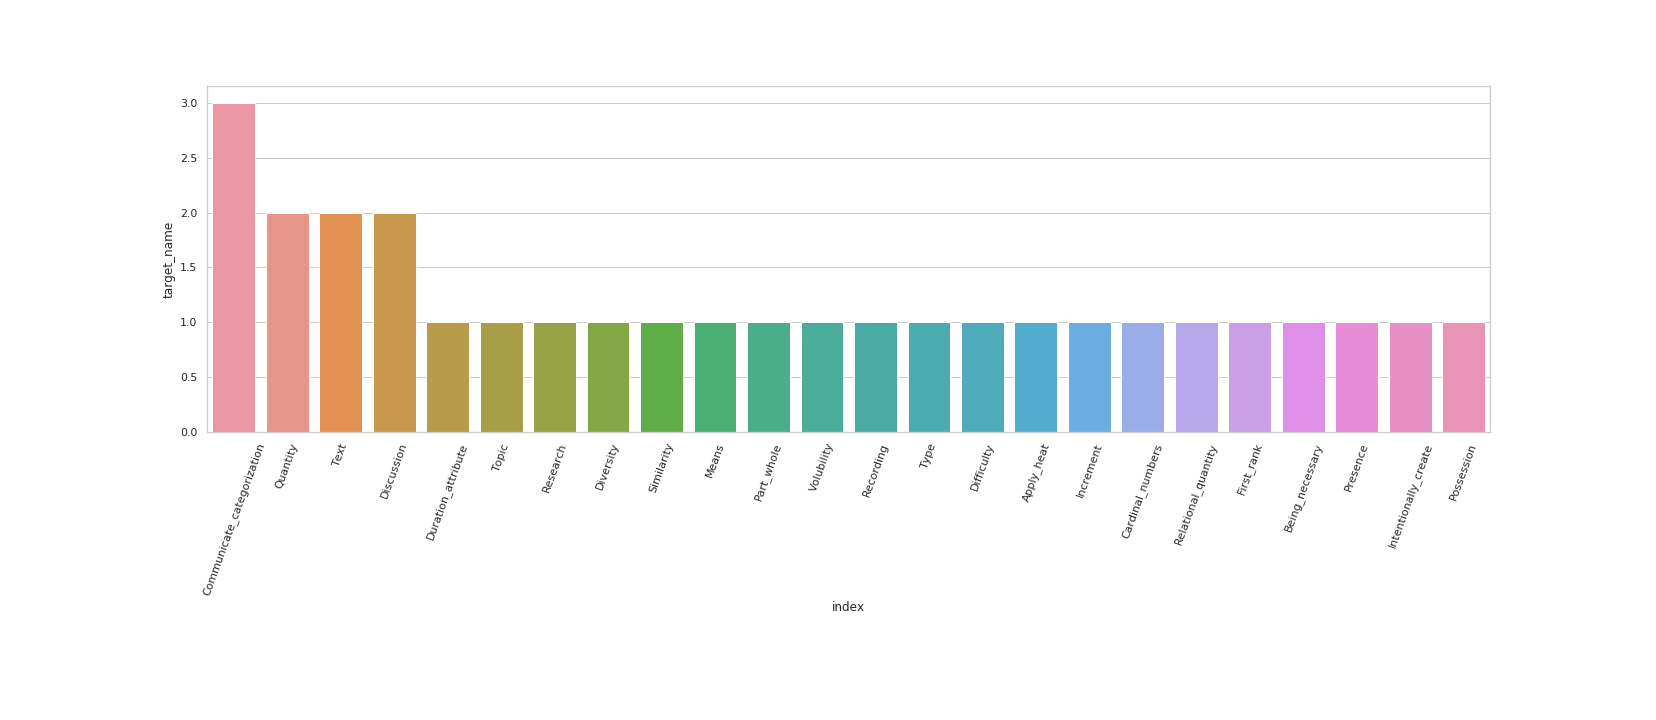 3.0
2.5
2.0
1.5
1.0
0.5
0.0
target_name
Communicate_categorization
Quantity
Text
Discussion
Duration_attribute
Topic
Research
Diversity
Similarity
Means
Part_whole
Volubility
Recording
Type
Difficulty
Apply_heat
Increment
Cardinal_numbers
Relational_quantity
First_rank
Being_necessary
Presence
Intentionally_create
Possession
index